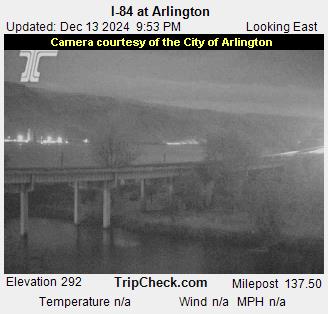 I-84 at Arlington
Updated: Dec 13 2024 9:53 PM Looking East
Camera courtesy of the City of Arlington
Elevation 292 TripCheck.com Milepost 137.50
Temperature n/a Wind n/a MPH n/a